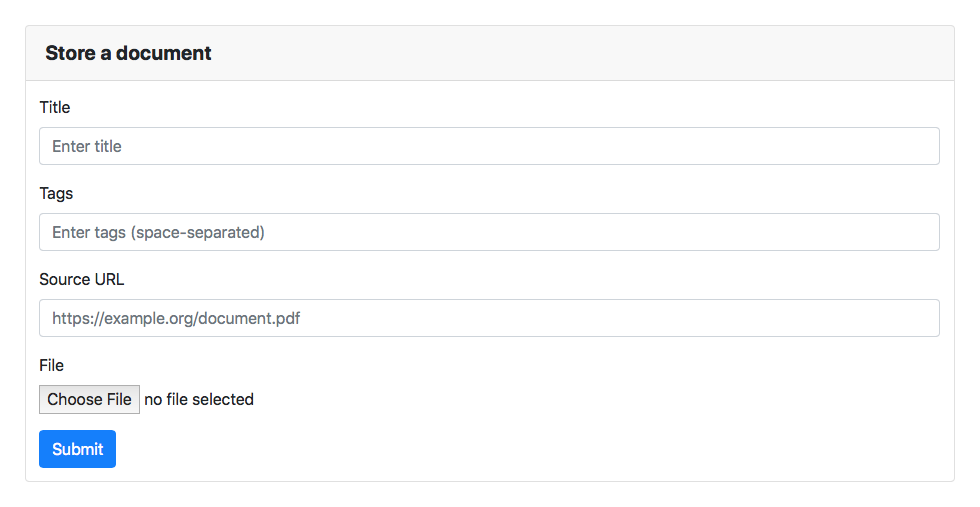 Store a document
Title
Enter title
Tags
Enter tags (space-separated)
Source URL
https://example.org/document.pdf
File
Choose File no file selected
Submit